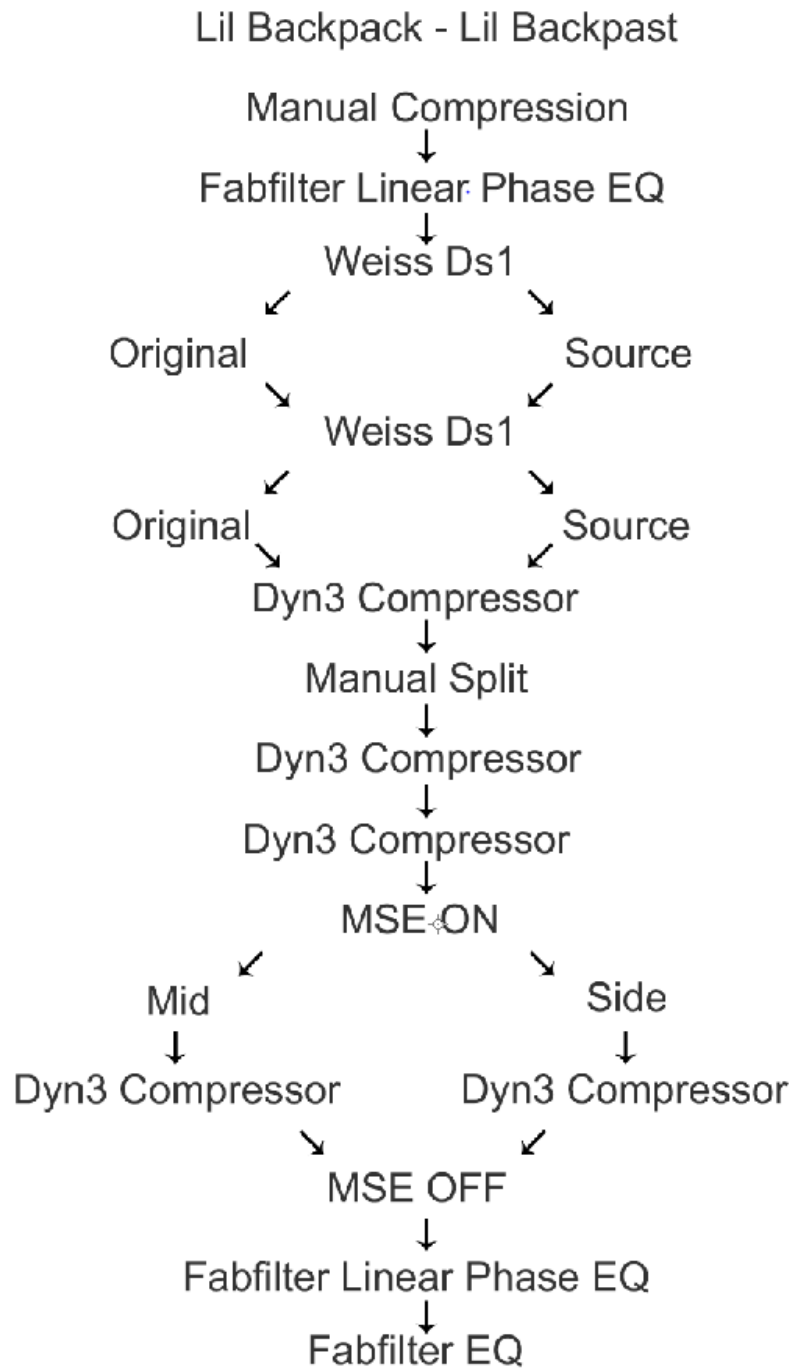 Lil Backpack - Lil Backpast
Manual Compression
Fabfilter Linear Phase EQ
Weiss Ds1
Original Source
Weiss Ds1
Original Source
Dyn3 Compressor
Manual Split
Dyn3 Compressor
Dyn3 Compressor
MSE ON
Mid Side
Dyn3 Compressor Dyn3 Compressor
MSE OFF
Fabfilter Linear Phase EQ
Fabfilter EQ